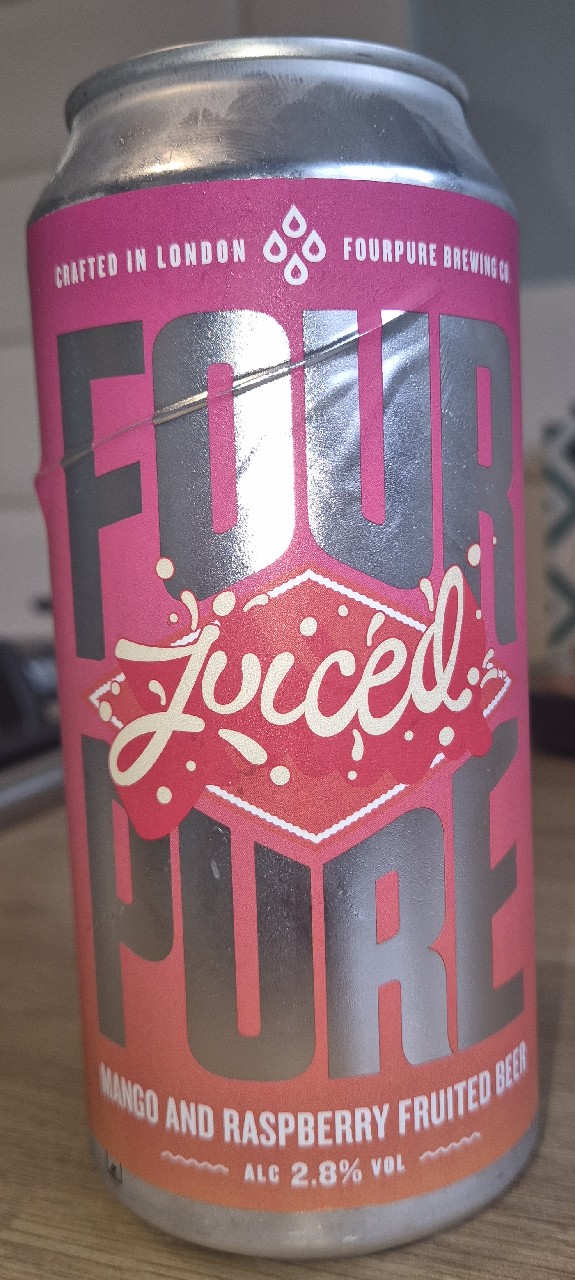 CRAFTED IN LONDON FOURPURE BREWING CO.
FOUR
Juiced
PURE
MANGO AND RASPBERRY FRUITED BEER
ALC 2.8% VOL